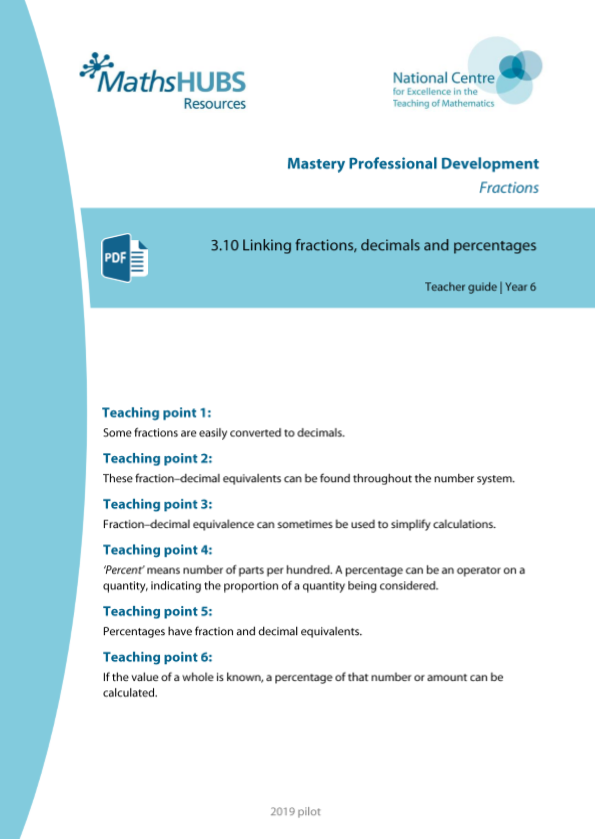 MathsHUBS
Resources
National Centre
for Excellence in the
Teaching of Mathematics
Mastery Professional Development
Fractions
PDF
3.10 Linking fractions, decimals and percentages
Teacher guide | Year 6
Teaching point 1:
Some fractions are easily converted to decimals.
Teaching point 2:
These fraction–decimal equivalents can be found throughout the number system.
Teaching point 3:
Fraction–decimal equivalence can sometimes be used to simplify calculations.
Teaching point 4:
‘Percent’ means number of parts per hundred. A percentage can be an operator on a
quantity, indicating the proportion of a quantity being considered.
Teaching point 5:
Percentages have fraction and decimal equivalents.
Teaching point 6:
If the value of a whole is known, a percentage of that number or amount can be
calculated.
2019 pilot